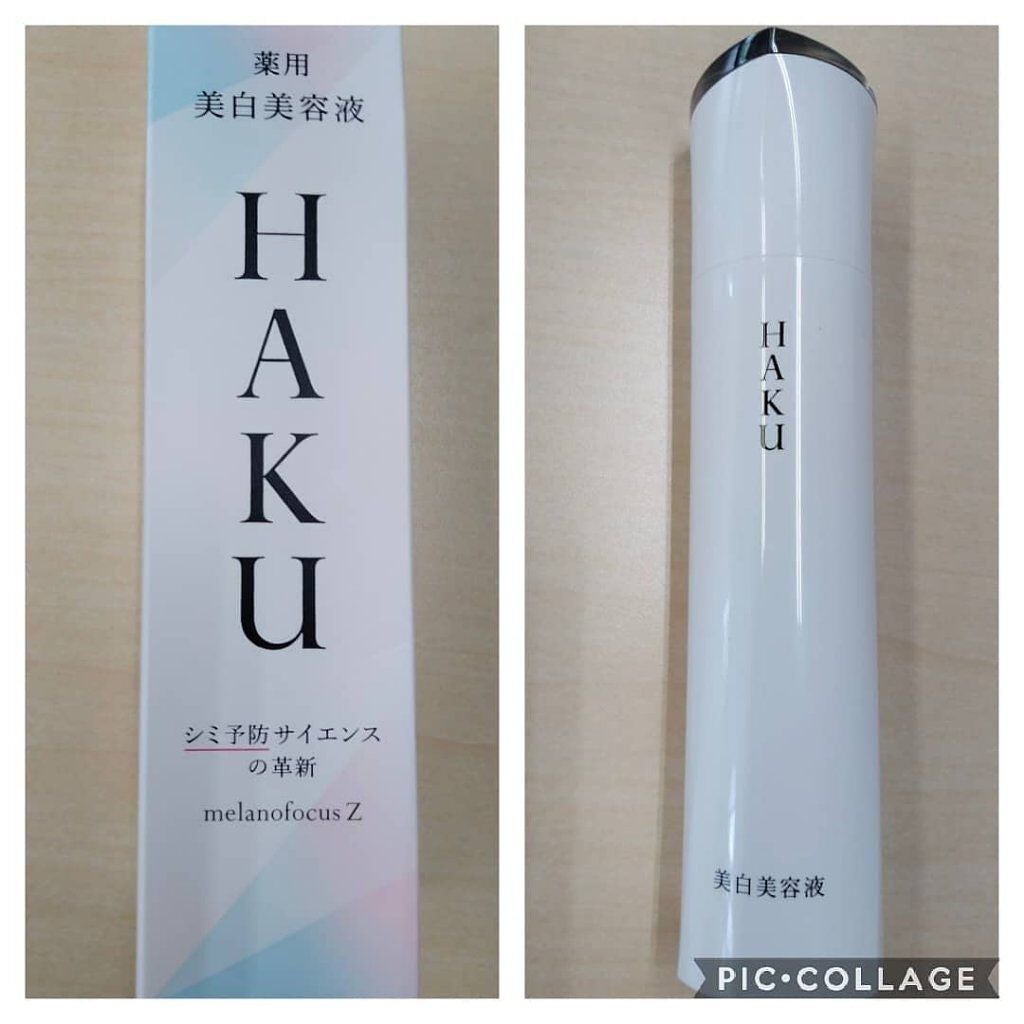 薬用
美白美容液
HAKU
シミ予防サイエンス
の革新
melanofocus Z
HAKU
美白美容液
PIC•COLLAGE